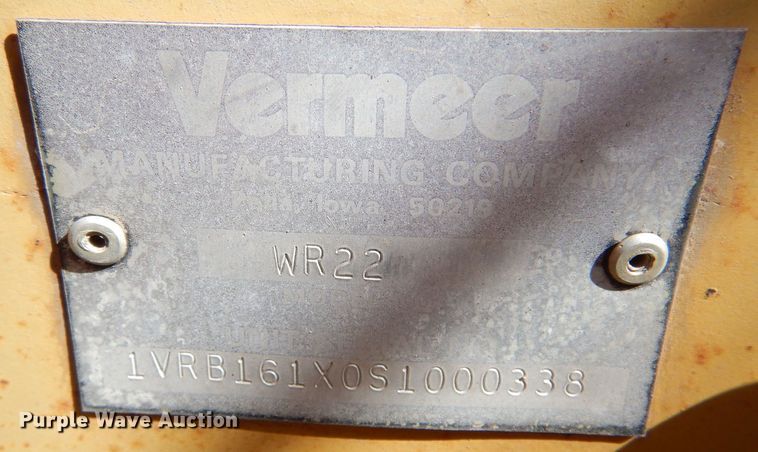 Vermeer
MANUFACTURING COMPANY
Pella, Iowa 50219
WR22
1VRB161X0S1000338
Purple Wave Auction